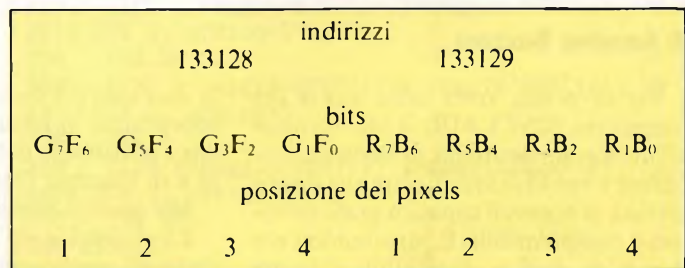 indirizzi
133128 133129
bits
G₇F₆ G₅F₄ G₃F₂ G₁F₀ R₇B₆ R₅B₄ R₃B₂ R₁B₀
posizione dei pixels
1 2 3 4 1 2 3 4